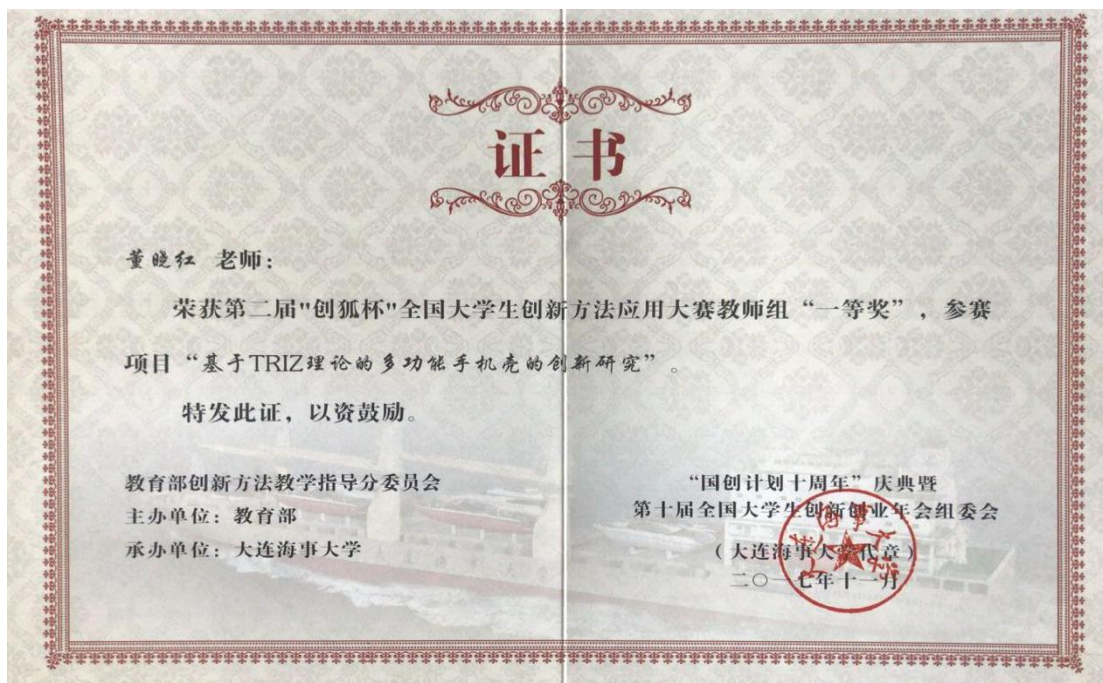 证书
董晓红 老师:
荣获第二届"创狐杯"全国大学生创新方法应用大赛教师组“一等奖”，参赛
项目“基于TRIZ理论的多功能手机壳的创新研究”。
特发此证，以资鼓励。
教育部创新方法教学指导分委员会
主办单位：教育部
承办单位：大连海事大学
“国创计划十周年”庆典暨
第十届全国大学生创新创业年会组委会
（大连海事大学代章）
二〇一七年十一月
大连海事大学